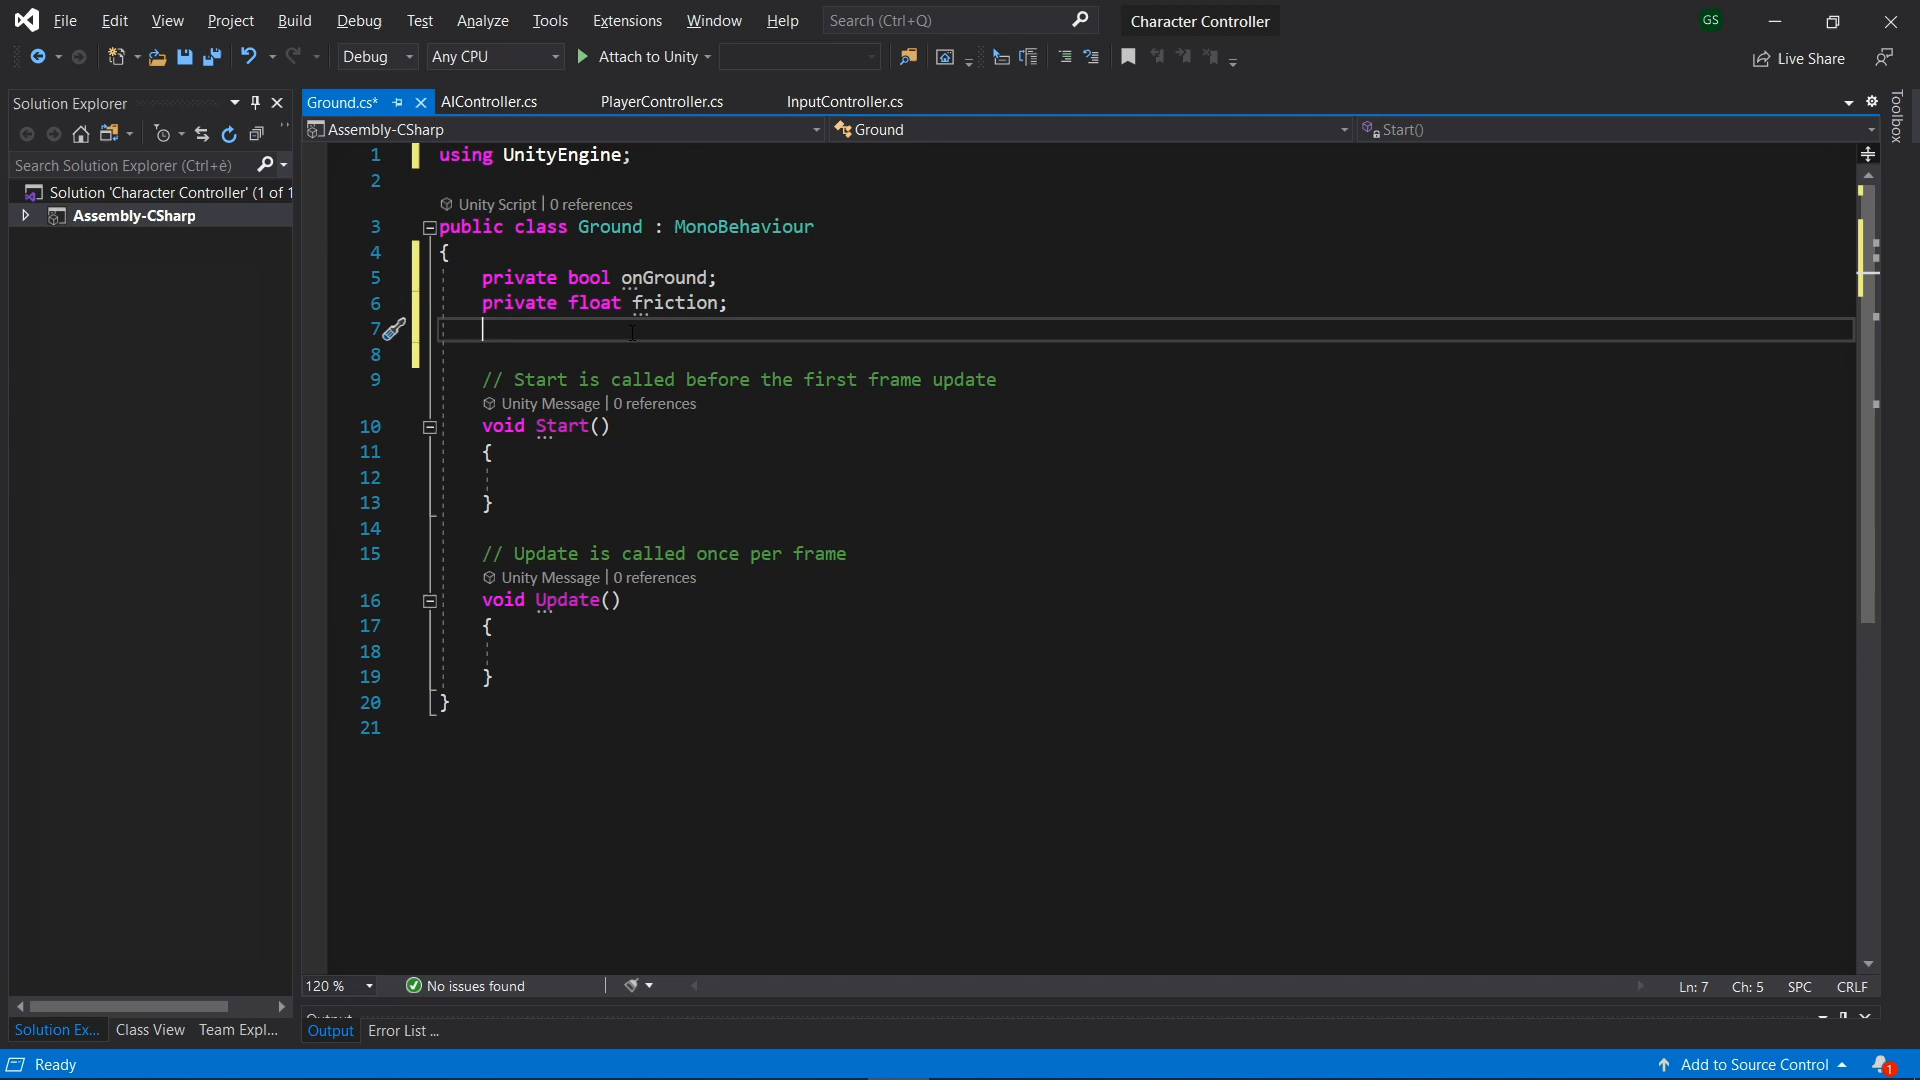 File Edit View Project Build Debug Test Analyze Tools Extensions Window Help Search (Ctrl+Q) Character Controller GS
Debug Any CPU Attach to Unity Live Share
Solution Explorer
Ground.cs* AIController.cs PlayerController.cs InputController.cs
Toolbox
Assembly-CSharp Ground Start()
Search Solution Explorer (Ctrl+è)
Solution 'Character Controller' (1 of 1
Assembly-CSharp
1 using UnityEngine;
2
Unity Script | 0 references
3 public class Ground : MonoBehaviour
4 {
5 private bool onGround;
6 private float friction;
7
8
9 // Start is called before the first frame update
Unity Message | 0 references
10 void Start()
11 {
12
13 }
14
15 // Update is called once per frame
Unity Message | 0 references
16 void Update()
17 {
18
19 }
20 }
21
120 % No issues found Ln: 7 Ch: 5 SPC CRLF
Output
Solution Ex... Class View Team Expl... Output Error List ...
Ready Add to Source Control 1